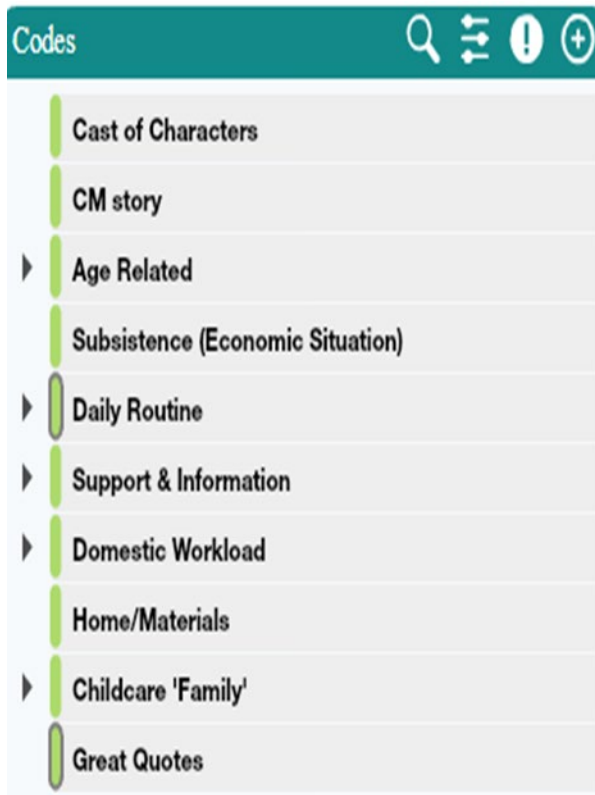 Codes
Cast of Characters
CM story
Age Related
Subsistence (Economic Situation)
Daily Routine
Support & Information
Domestic Workload
Home/Materials
Childcare 'Family'
Great Quotes